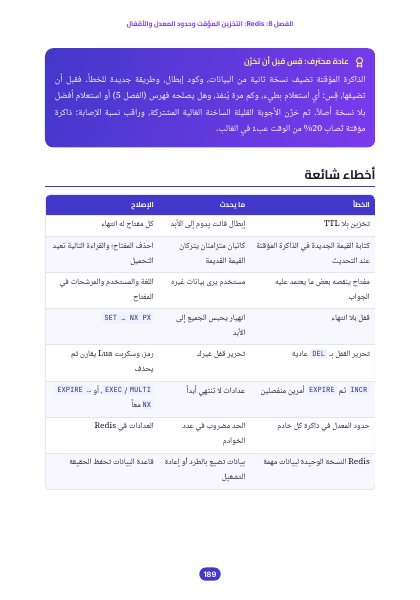 الفصل 8: Redis: التخزين المؤقت وحدود المعدل والأقفال
عادة محترف: قِس قبل أن تخزّن
الذاكرة المؤقتة تضيف نسخة ثانية من البيانات، وكود إبطال، وطريقة جديدة للخطأ. فقبل أن
تضيفها، قِس: أي استعلام بطيء، وكم مرة يُنفذ، وهل يصلحه فهرس (الفصل 5) أو استعلام أفضل
بلا نسخة أصلاً. ثم خزّن الأجوبة القليلة الساخنة الغالية المشتركة، وراقب نسبة الإصابة: ذاكرة
مؤقتة تُصاب 20% من الوقت عبء في الغالب.
أخطاء شائعة
الخطأ ما يحدث الإصلاح
تخزين بلا TTL إبطال فائت يدوم إلى الأبد كل مفتاح له انتهاء
كتابة القيمة الجديدة في الذاكرة المؤقتة كاتبان متزامنان يتركان احذف المفتاح؛ والقراءة التالية تعيد
عند التحديث القيمة القديمة التحميل
مفتاح ينقصه بعض ما يعتمد عليه مستخدم يرى بيانات غيره اللغة والمستخدم والمرشحات في
الجواب المفتاح
قفل بلا انتهاء انهيار يحبس الجميع إلى SET … NX PX
الأبد
تحرير القفل بـ DEL عادية تحرير قفل غيرك رمز، وسكربت Lua يقارن ثم
يحذف
INCR ثم EXPIRE أمرين منفصلين عدادات لا تنتهي أبداً MULTI / EXEC، أو EXPIRE …
NX معاً
حدود المعدل في ذاكرة كل خادم الحد مضروب في عدد العدادات في Redis
الخوادم
Redis النسخة الوحيدة لبيانات مهمة بيانات تضيع بالطرد أو إعادة قاعدة البيانات تحفظ الحقيقة
التشغيل
189